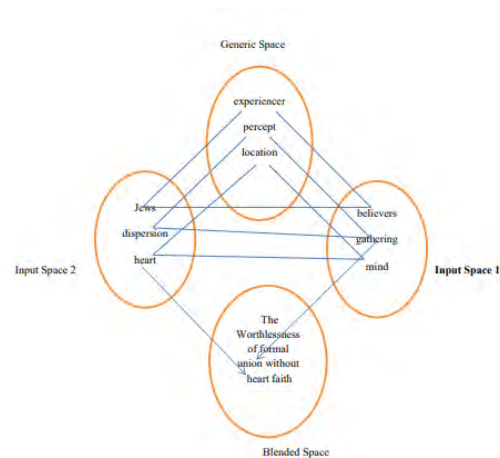 Generic Space
experiencer
percept
location
Jews
believers
dispersion
gathering
heart
mind
Input Space 2
Input Space 1
The
Worthlessness
of formal
union without
heart faith
Blended Space